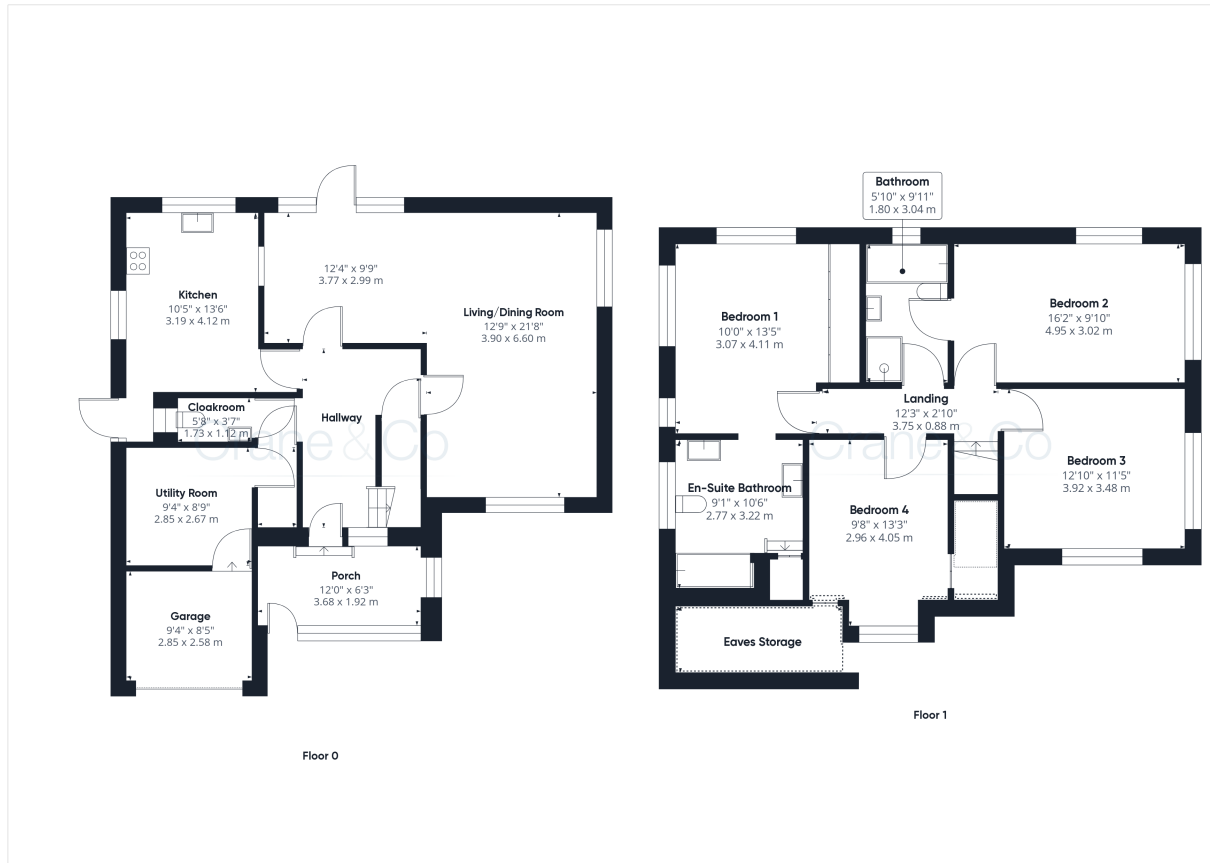 Kitchen
10'5" x 13'6"
3.19 x 4.12 m
12'4" x 9'9"
3.77 x 2.99 m
Living/Dining Room
12'9" x 21'8"
3.90 x 6.60 m
Cloakroom
5'8" x 3'7"
1.73 x 1.12 m
Hallway
Crane & Co
Utility Room
9'4" x 8'9"
2.85 x 2.67 m
Porch
12'0" x 6'3"
3.68 x 1.92 m
Garage
9'4" x 8'5"
2.85 x 2.58 m
Floor 0
Bathroom
5'10" x 9'11"
1.80 x 3.04 m
Bedroom 1
10'0" x 13'5"
3.07 x 4.11 m
Bedroom 2
16'2" x 9'10"
4.95 x 3.02 m
Landing
12'3" x 2'10"
3.75 x 0.88 m
Crane & Co
Bedroom 3
12'10" x 11'5"
3.92 x 3.48 m
En-Suite Bathroom
9'1" x 10'6"
2.77 x 3.22 m
Bedroom 4
9'8" x 13'3"
2.96 x 4.05 m
Eaves Storage
Floor 1